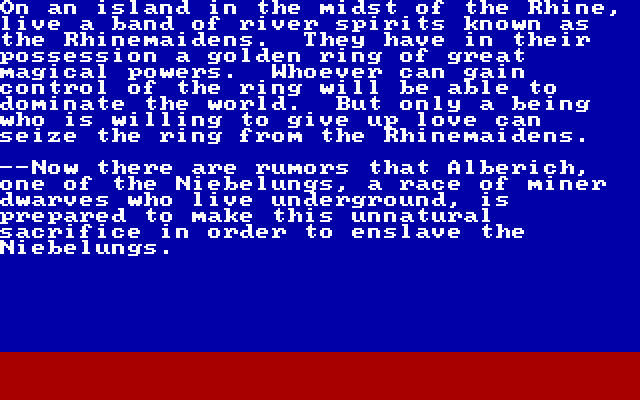 On an island in the midst of the Rhine,
live a band of river spirits known as
the Rhinemaidens.  They have in their
possession a golden ring of great
magical powers.  Whoever can gain
control of the ring will be able to
dominate the world.  But only a being
who is willing to give up love can
seize the ring from the Rhinemaidens.
--Now there are rumors that Alberich,
one of the Niebelungs, a race of miner
dwarves who live underground, is
prepared to make this unnatural
sacrifice in order to enslave the
Niebelungs.